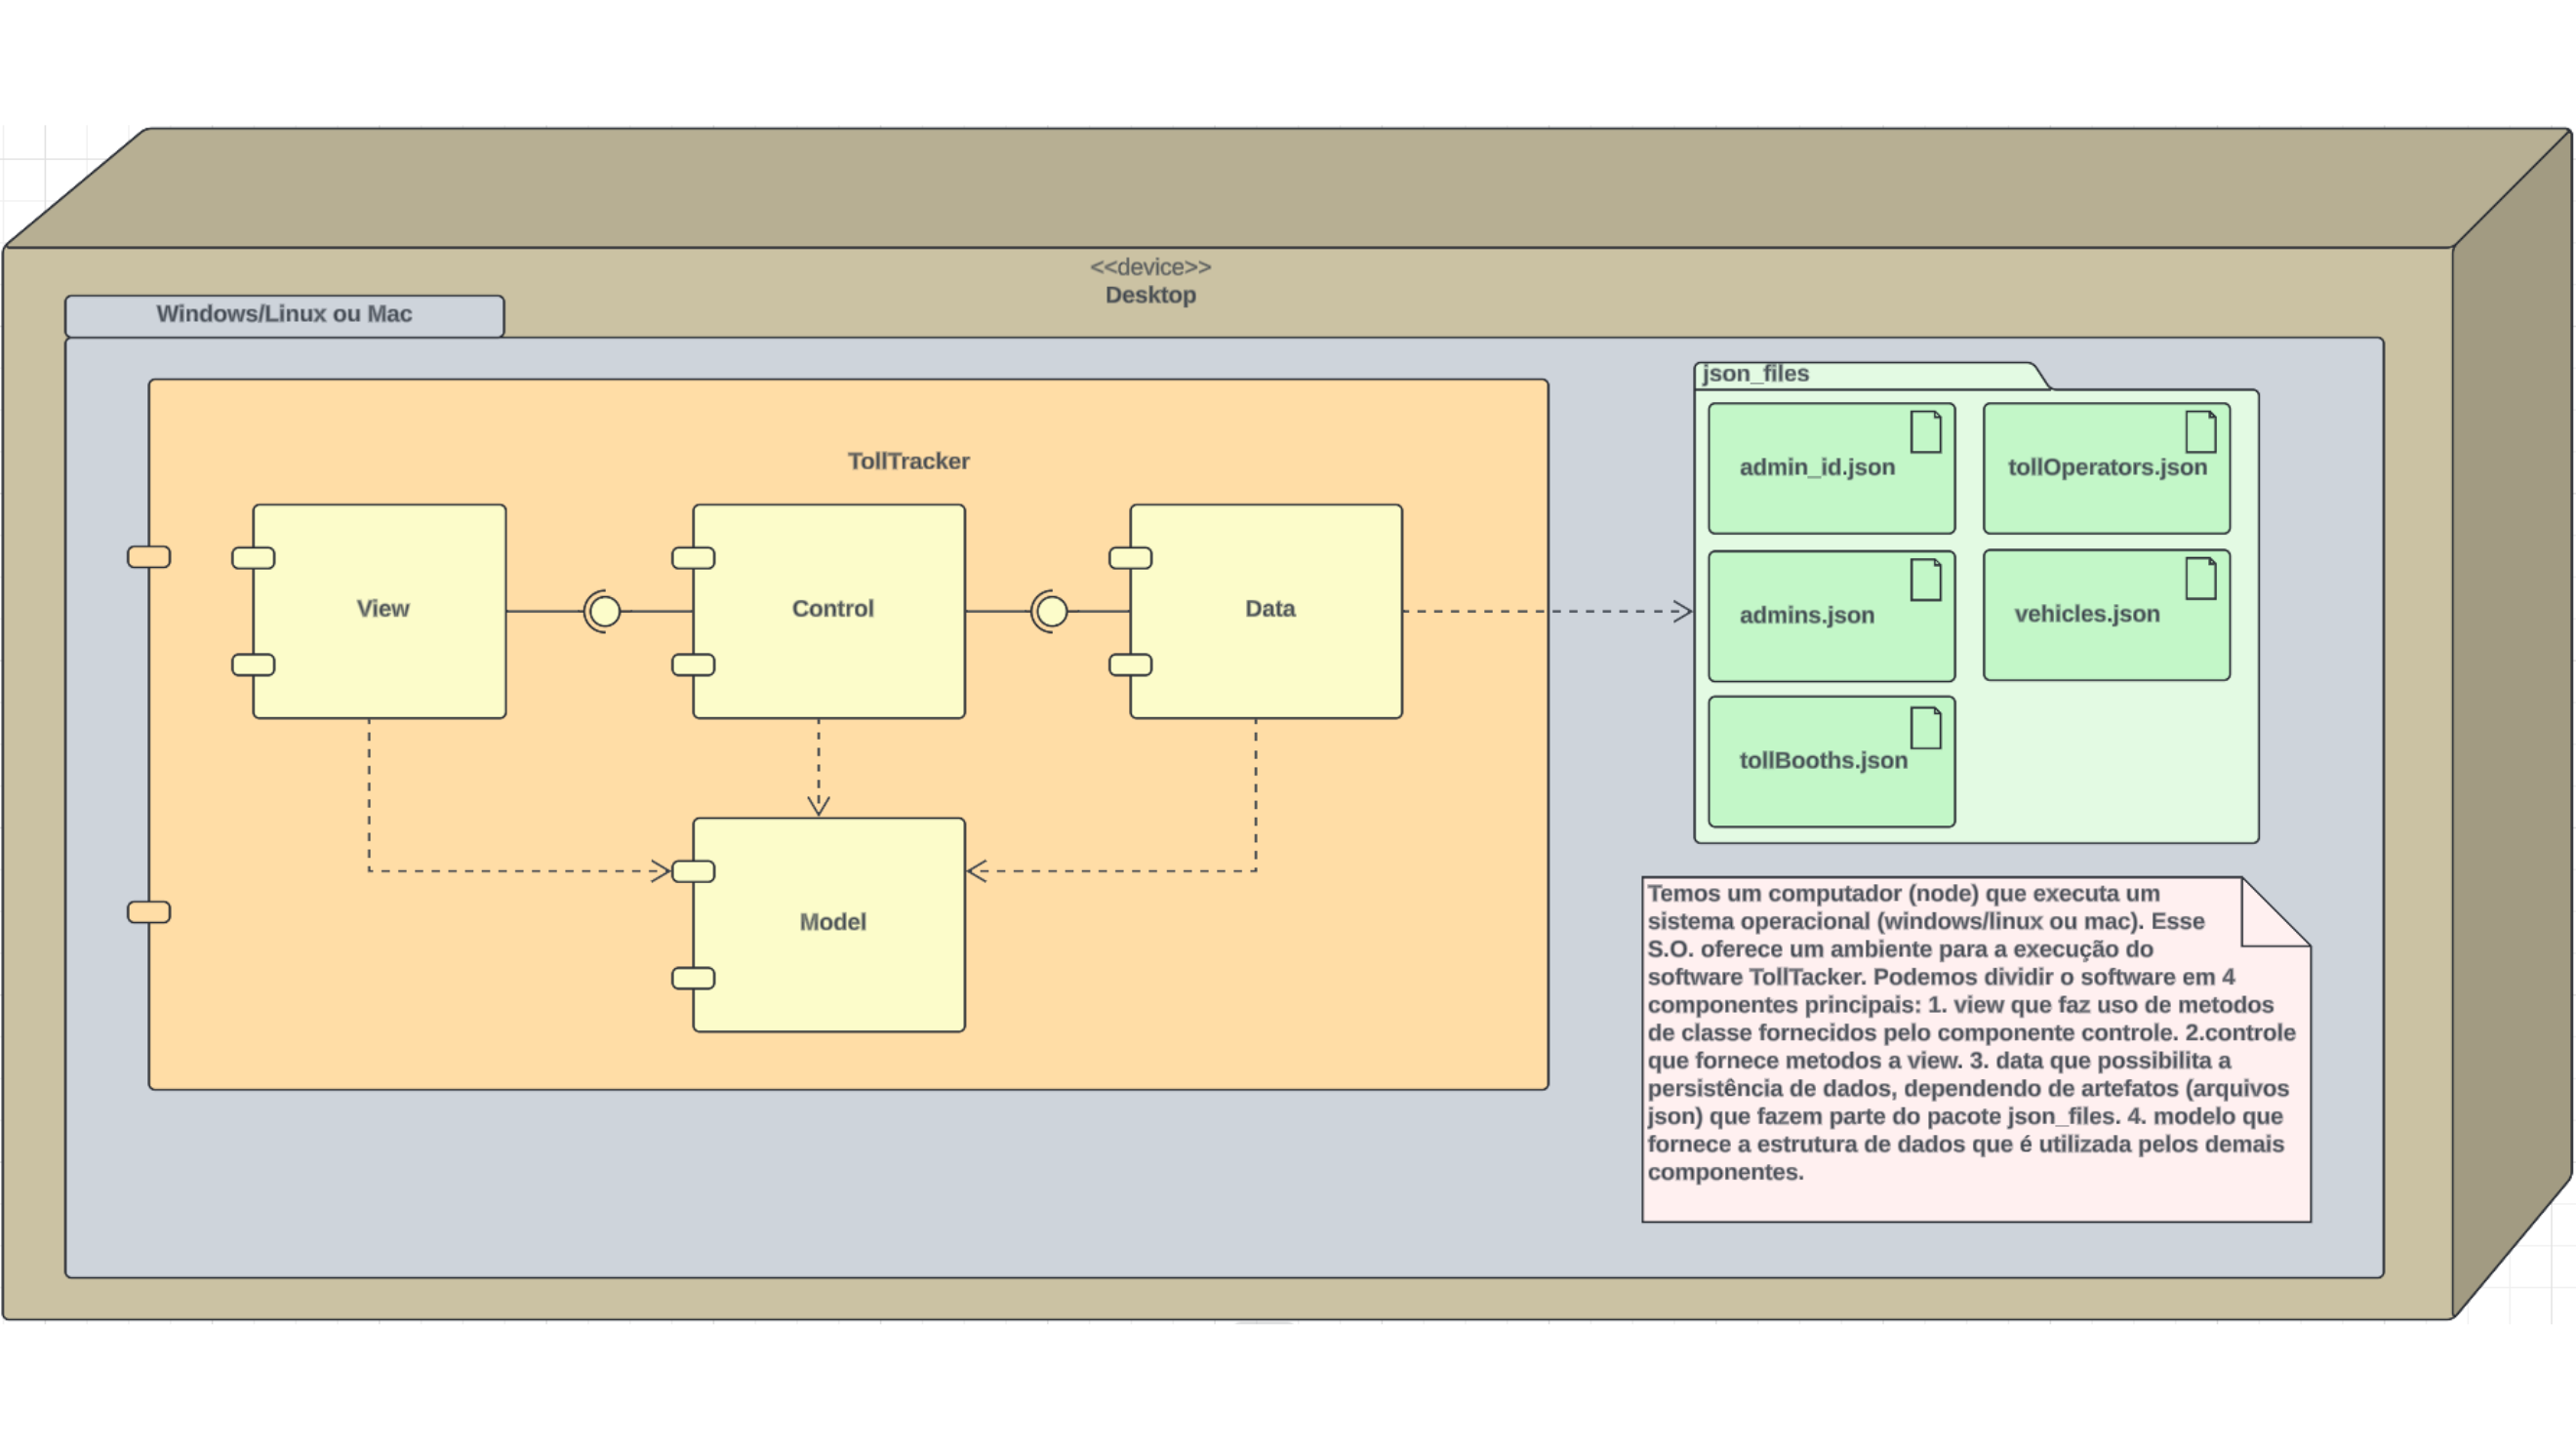 <<device>>
Desktop
Windows/Linux ou Mac
TollTracker
View
Control
Data
Model
json_files
admin_id.json
tollOperators.json
admins.json
vehicles.json
tollBooths.json
Temos um computador (node) que executa um
sistema operacional (windows/linux ou mac). Esse
S.O. oferece um ambiente para a execução do
software TollTacker. Podemos dividir o software em 4
componentes principais: 1. view que faz uso de metodos
de classe fornecidos pelo componente controle. 2.controle
que fornece metodos a view. 3. data que possibilita a
persistência de dados, dependendo de artefatos (arquivos
json) que fazem parte do pacote json_files. 4. modelo que
fornece a estrutura de dados que é utilizada pelos demais
componentes.